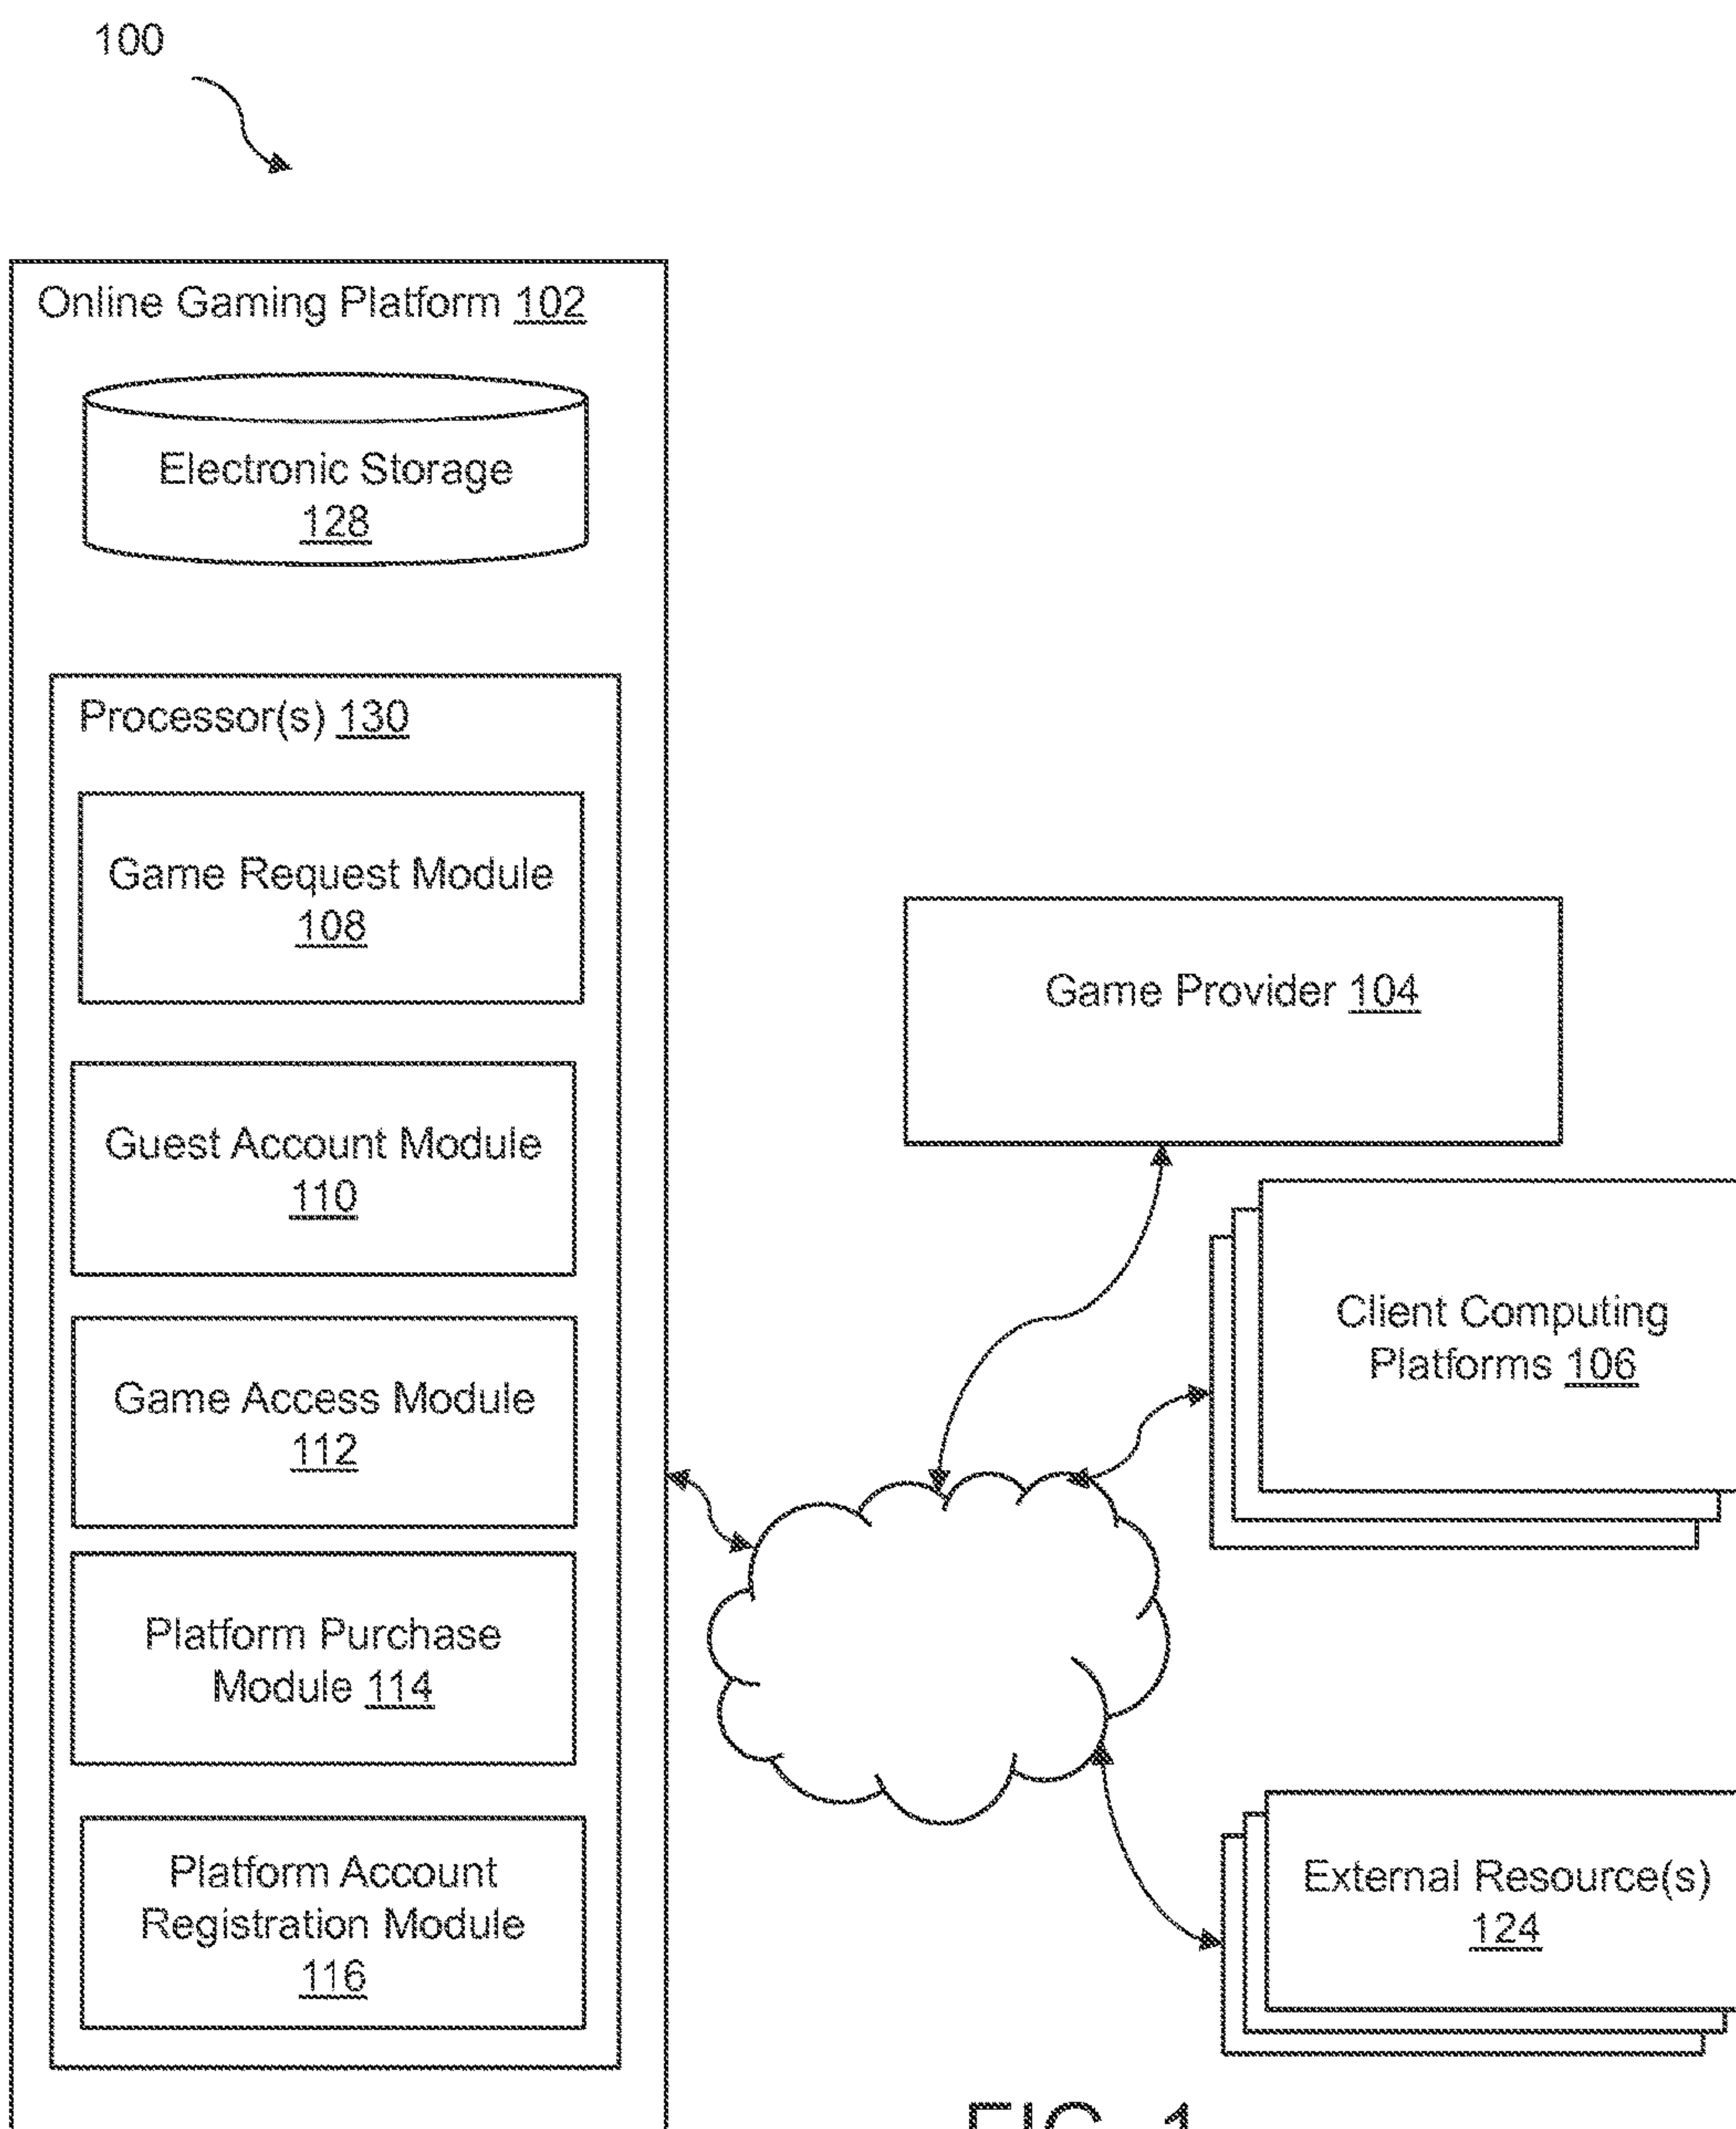 100
Online Gaming Platform 102
Electronic Storage
128
Processor(s) 130
Game Request Module
108
Guest Account Module
110
Game Access Module
112
Platform Purchase
Module 114
Platform Account
Registration Module
116
Game Provider 104
Client Computing
Platforms 106
External Resource(s)
124
FIG. 1